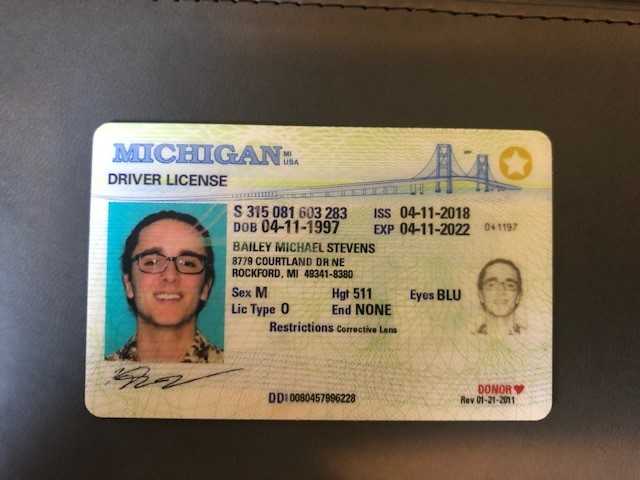 MICHIGAN MI USA
DRIVER LICENSE
S 315 081 603 283 ISS 04-11-2018
DOB 04-11-1997 EXP 04-11-2022 041197
BAILEY MICHAEL STEVENS
8779 COURTLAND DR NE
ROCKFORD, MI 49341-8380
Sex M Hgt 511 Eyes BLU
Lic Type O End NONE
Restrictions Corrective Lens
DONOR
DD 0080457996228 Rev 01-21-2011